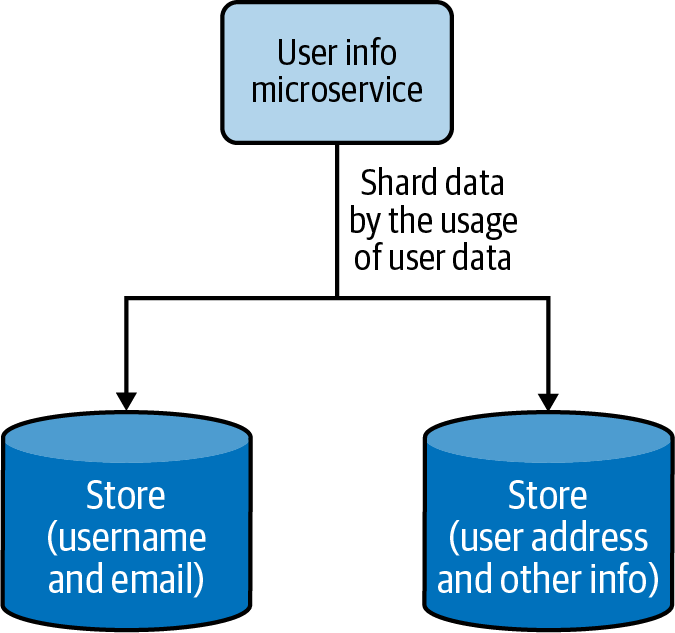 User info
microservice
Shard data
by the usage
of user data
Store
(username
and email)
Store
(user address
and other info)